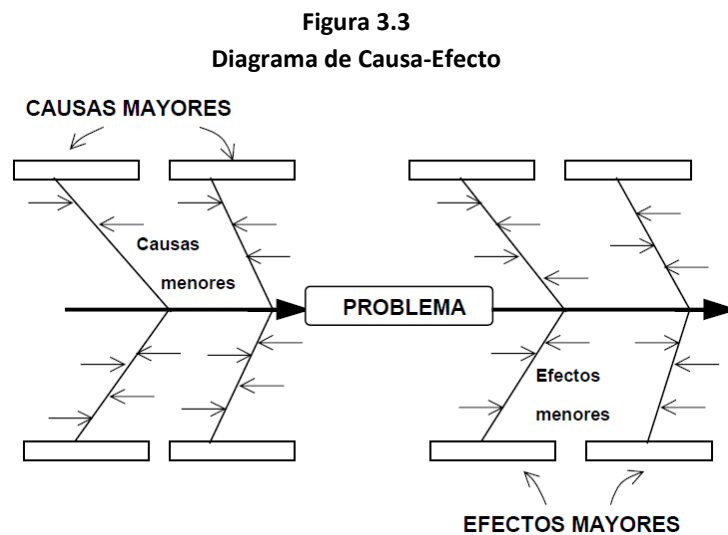 Figura 3.3
Diagrama de Causa-Efecto
CAUSAS MAYORES
Causas
menores
PROBLEMA
Efectos
menores
EFECTOS MAYORES